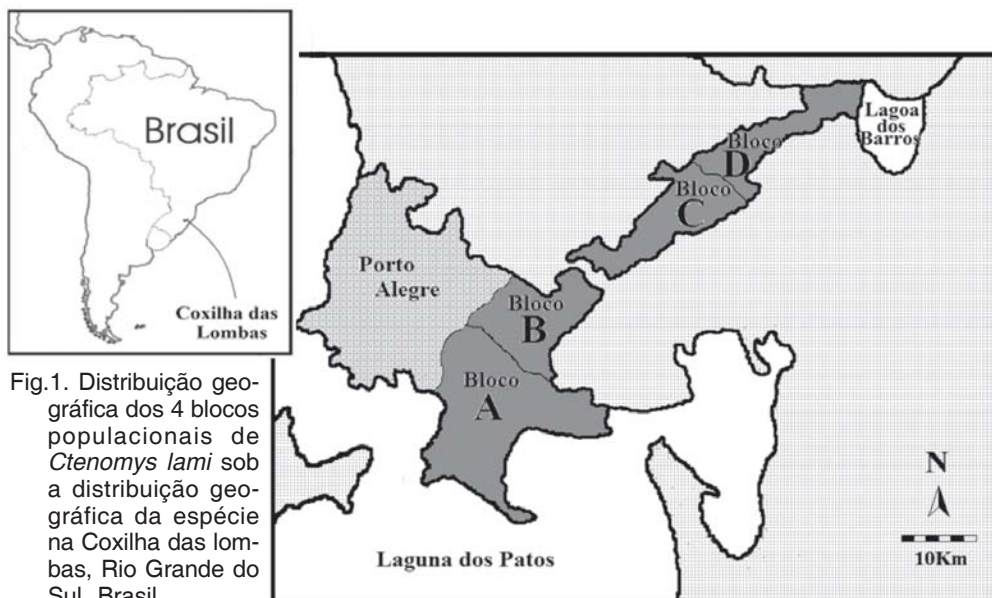 Brasil
Coxilha das
Lombas
Fig.1. Distribuição geo-
gráfica dos 4 blocos
populacionais de
Ctenomys lami sob
a distribuição geo-
gráfica da espécie
na Coxilha das lom-
bas, Rio Grande do
Sul, Brasil
Porto
Alegre
Bloco
A
Bloco
B
Bloco
C
Bloco
D
Lagoa
dos
Barros
Laguna dos Patos
N
10Km